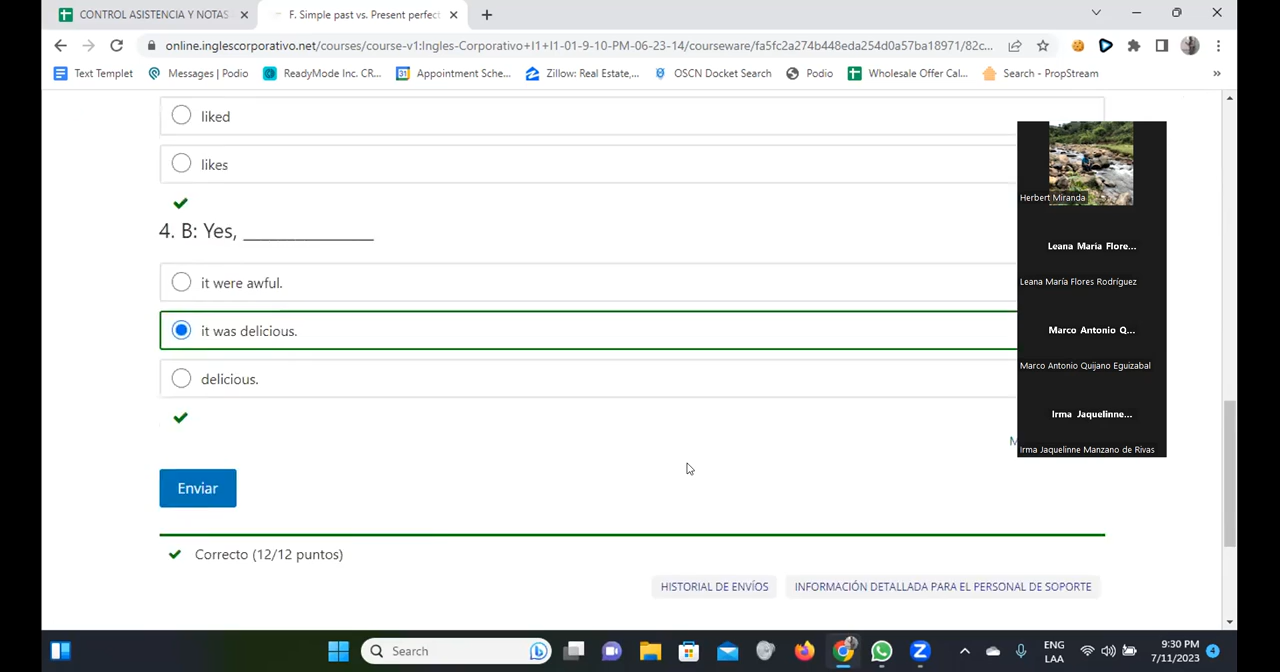 CONTROL ASISTENCIA Y NOTAS
F. Simple past vs. Present perfect
online.inglescorporativo.net/courses/course-v1:Ingles-Corporativo+I1+I1-01-9-10-PM-06-23-14/courseware/fa5fc2a274b448eda254d0a57ba18971/82c...
Text Templet
Messages | Podio
ReadyMode Inc. CR...
Appointment Sche...
Zillow: Real Estate,...
OSCN Docket Search
Podio
Wholesale Offer Cal...
Search - PropStream
»
liked
likes
4. B: Yes, _______________
it were awful.
it was delicious.
delicious.
M
Enviar
Correcto (12/12 puntos)
HISTORIAL DE ENVÍOS
INFORMACIÓN DETALLADA PARA EL PERSONAL DE SOPORTE
Herbert Miranda
Leana Maria Flore...
Leana María Flores Rodríguez
Marco Antonio Q...
Marco Antonio Quijano Eguizabal
Irma Jaquelinne...
Irma Jaquelinne Manzano de Rivas
Search
ENG
LAA
9:30 PM
7/11/2023
4